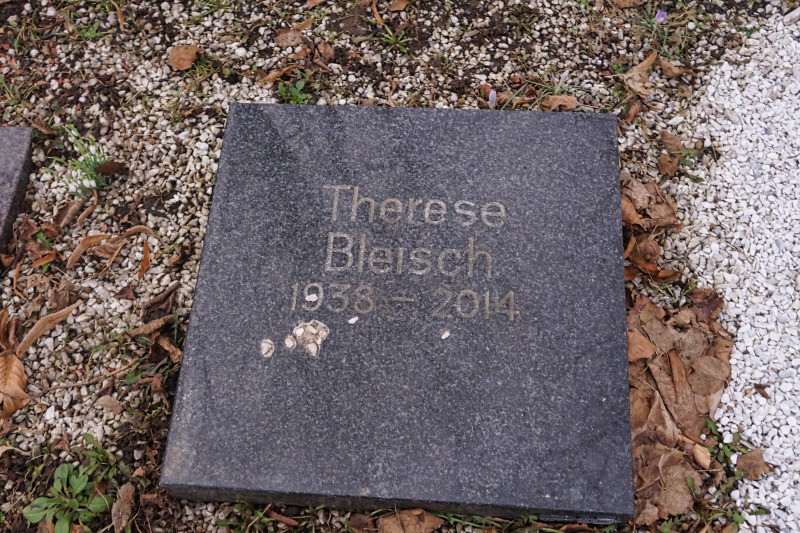 Therese
Bleisch
1938 – 2014